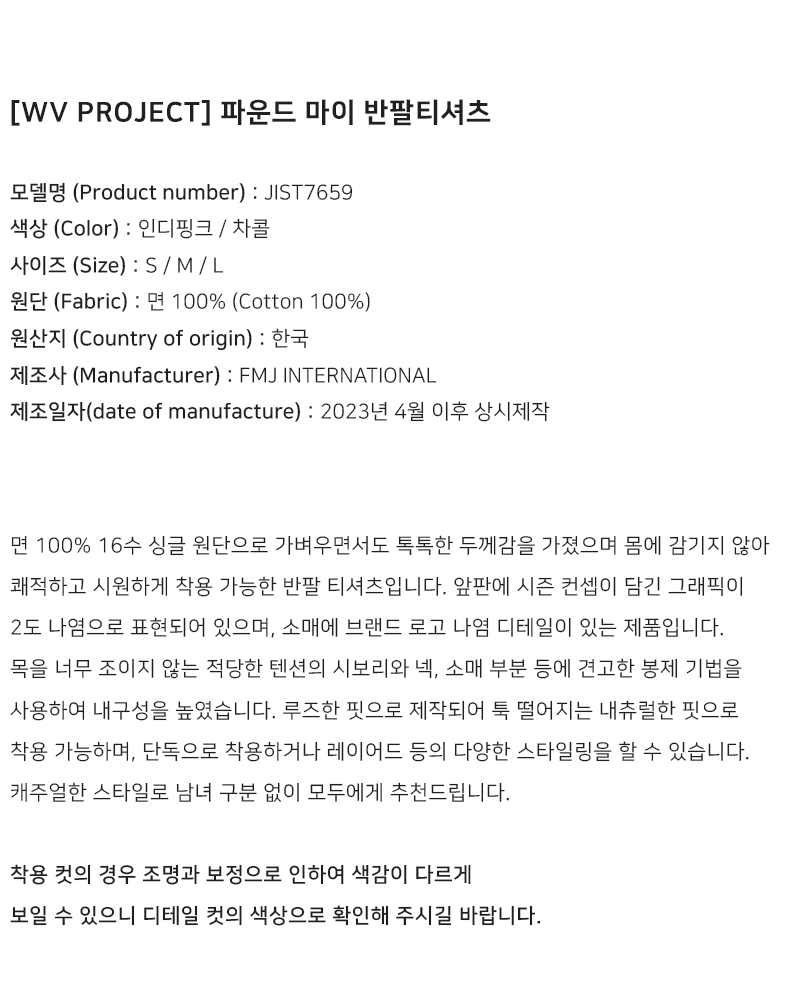 [WV PROJECT] 파운드 마이 반팔티셔츠
모델명 (Product number) : JIST7659
색상 (Color) : 인디핑크 / 차콜
사이즈 (Size) : S / M / L
원단 (Fabric) : 면 100% (Cotton 100%)
원산지 (Country of origin) : 한국
제조사 (Manufacturer) : FMJ INTERNATIONAL
제조일자(date of manufacture) : 2023년 4월 이후 상시제작
면 100% 16수 싱글 원단으로 가벼우면서도 톡톡한 두께감을 가졌으며 몸에 감기지 않아
쾌적하고 시원하게 착용 가능한 반팔 티셔츠입니다. 앞판에 시즌 컨셉이 담긴 그래픽이
2도 나염으로 표현되어 있으며, 소매에 브랜드 로고 나염 디테일이 있는 제품입니다.
목을 너무 조이지 않는 적당한 텐션의 시보리와 넥, 소매 부분 등에 견고한 봉제 기법을
사용하여 내구성을 높였습니다. 루즈한 핏으로 제작되어 툭 떨어지는 내츄럴한 핏으로
착용 가능하며, 단독으로 착용하거나 레이어드 등의 다양한 스타일링을 할 수 있습니다.
캐주얼한 스타일로 남녀 구분 없이 모두에게 추천드립니다.
착용 컷의 경우 조명과 보정으로 인하여 색감이 다르게
보일 수 있으니 디테일 컷의 색상으로 확인해 주시길 바랍니다.